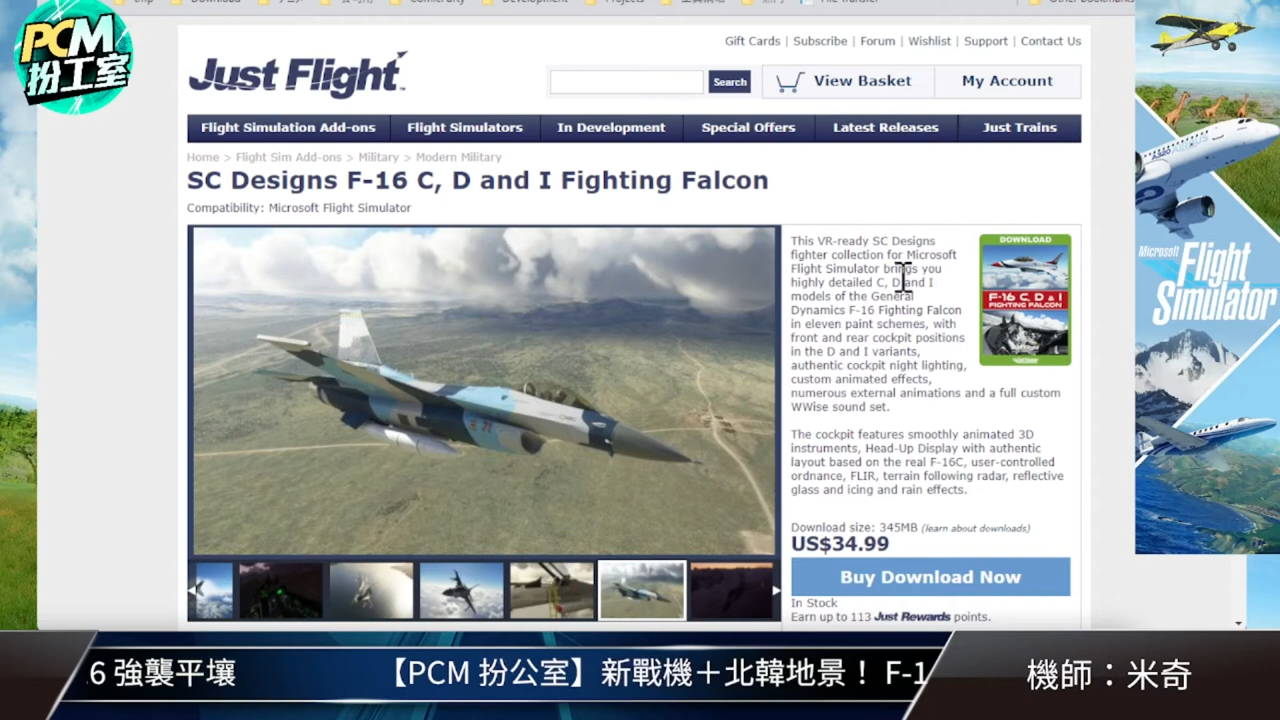 PCM
扮工室
Gift Cards | Subscribe | Forum | Wishlist | Support | Contact Us
Just Flight
Search
View Basket
My Account
Flight Simulation Add-ons
Flight Simulators
In Development
Special Offers
Latest Releases
Just Trains
Home > Flight Sim Add-ons > Military > Modern Military
SC Designs F-16 C, D and I Fighting Falcon
Compatibility: Microsoft Flight Simulator
This VR-ready SC Designs
fighter collection for Microsoft
Flight Simulator brings you
highly detailed C, D and I
models of the General
Dynamics F-16 Fighting Falcon
in eleven paint schemes, with
front and rear cockpit positions
in the D and I variants,
authentic cockpit night lighting,
custom animated effects,
numerous external animations and a full custom
WWise sound set.
DOWNLOAD
F-16 C, D & I
FIGHTING FALCON
The cockpit features smoothly animated 3D
instruments, Head-Up Display with authentic
layout based on the real F-16C, user-controlled
ordnance, FLIR, terrain following radar, reflective
glass and icing and rain effects.
Download size: 345MB (learn about downloads)
US$34.99
Buy Download Now
In Stock
Earn up to 113 Just Rewards points.
Microsoft
Flight
Simulator
A320
6 強襲平壤 【PCM 扮公室】新戰機＋北韓地景！ F-1
機師：米奇